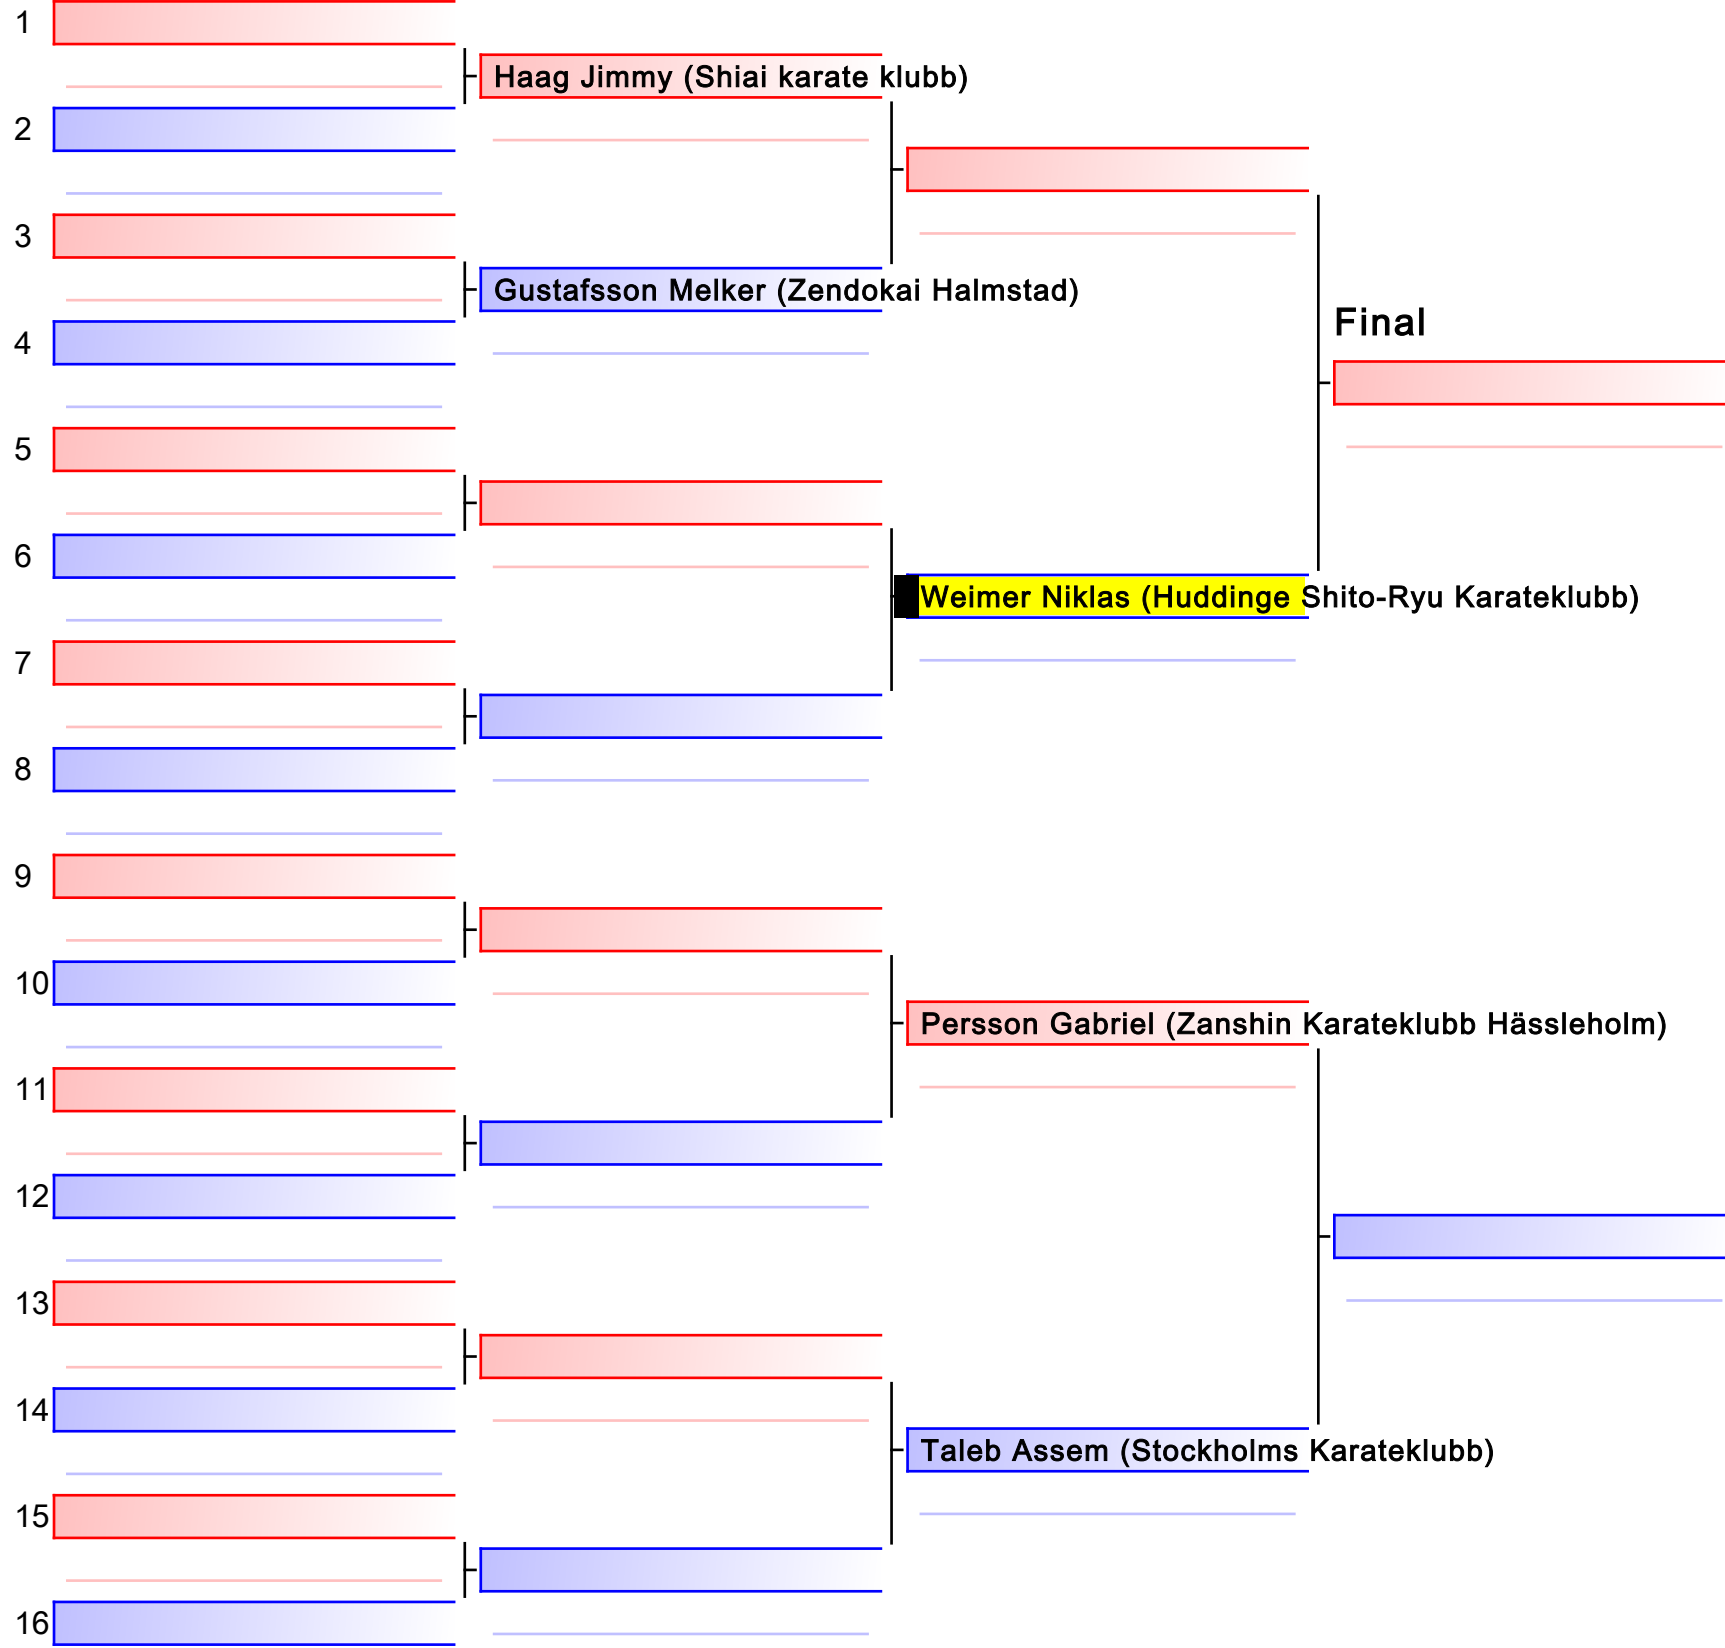 1
Haag Jimmy (Shiai karate klubb)
2
3
Gustafsson Melker (Zendokai Halmstad)
Final
4
5
6
Weimer Niklas (Huddinge Shito-Ryu Karateklubb)
7
8
9
10
Persson Gabriel (Zanshin Karateklubb Hässleholm)
11
12
13
14
Taleb Assem (Stockholms Karateklubb)
15
16